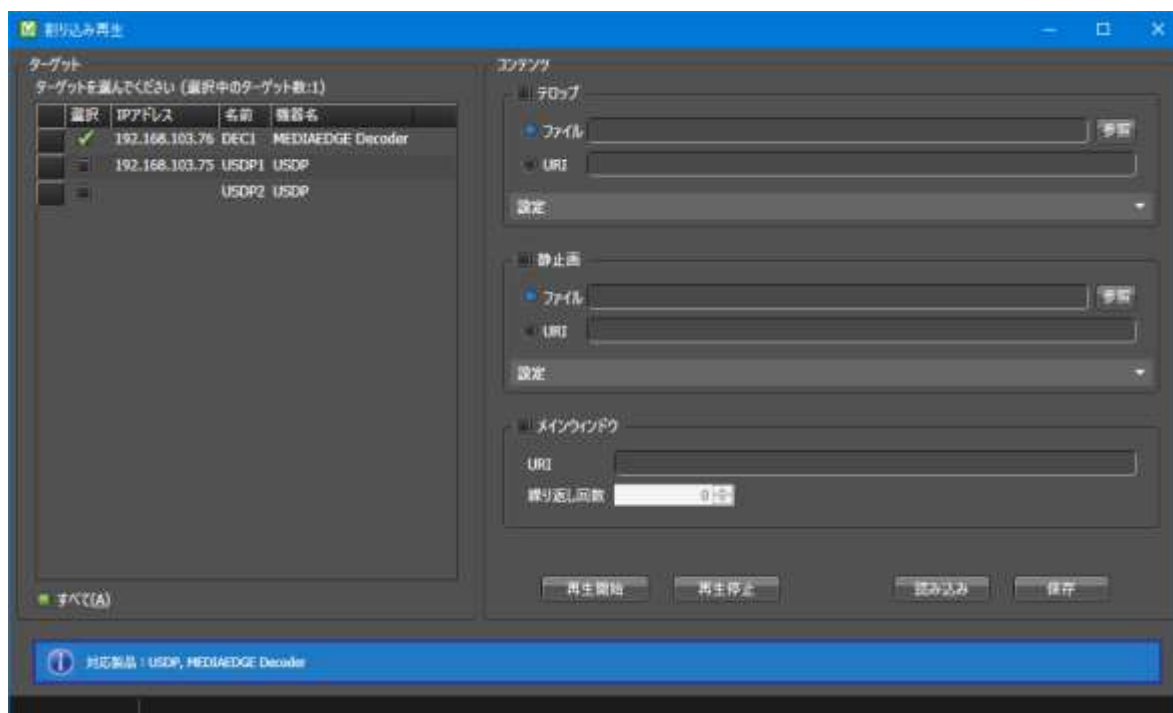 割り込み再生
ターゲット
ターゲットを選んでください (選択中のターゲット数:1)
選択 IPアドレス 名前 機器名
192.168.103.76 DEC1 MEDIAEDGE Decoder
192.168.103.75 USDP1 USDP
USDP2 USDP
すべて(A)
コンテンツ
テロップ
ファイル 参照
URI
設定
静止画
ファイル 参照
URI
設定
メインウィンドウ
URI
繰り返し回数 0
再生開始 再生停止 読み込み 保存
対応製品 : USDP, MEDIAEDGE Decoder